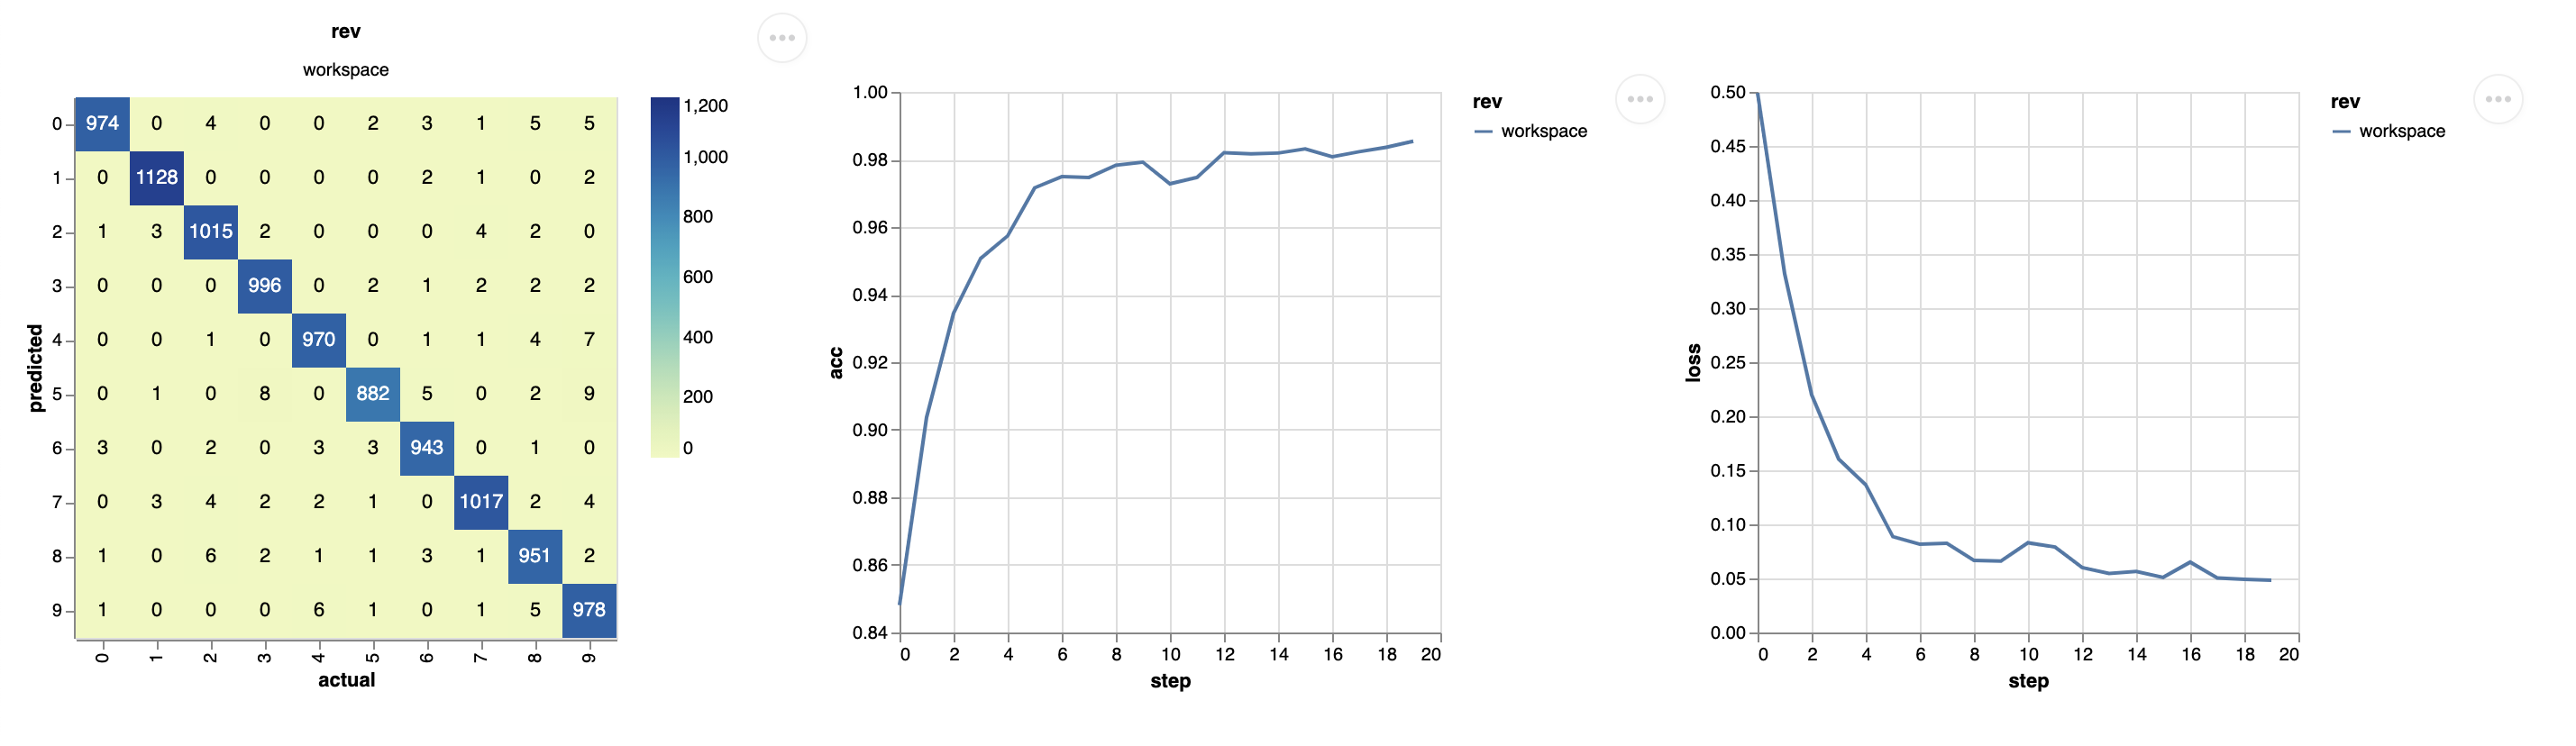 rev
workspace
0 974 0 4 0 0 2 3 1 5 5
1 0 1128 0 0 0 0 2 1 0 2
2 1 3 1015 2 0 0 0 4 2 0
3 0 0 0 996 0 2 1 2 2 2
4 0 0 1 0 970 0 1 1 4 7
5 0 1 0 8 0 882 5 0 2 9
6 3 0 2 0 3 3 943 0 1 0
7 0 3 4 2 2 1 0 1017 2 4
8 1 0 6 2 1 1 3 1 951 2
9 1 0 0 0 6 1 0 1 5 978
0 1 2 3 4 5 6 7 8 9
predicted
actual
1,200
1,000
800
600
400
200
0
1.00
0.98
0.96
0.94
0.92
0.90
0.88
0.86
0.84
acc
0 2 4 6 8 10 12 14 16 18 20
step
rev
workspace
0.50
0.45
0.40
0.35
0.30
0.25
0.20
0.15
0.10
0.05
0.00
loss
0 2 4 6 8 10 12 14 16 18 20
step
rev
workspace